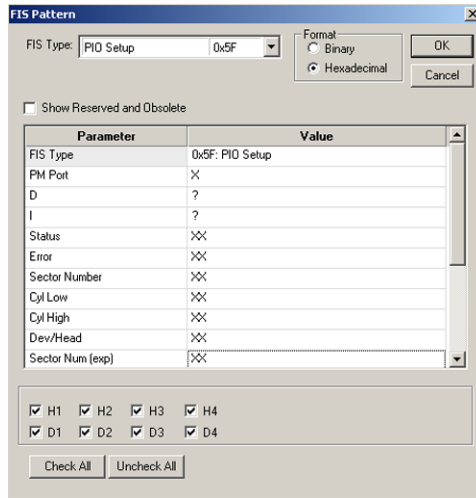 FIS Pattern
FIS Type: PIO Setup 0x5F
Format
Binary
Hexadecimal
OK
Cancel
Show Reserved and Obsolete
Parameter Value
FIS Type 0x5F: PIO Setup
PM Port X
D ?
I ?
Status XX
Error XX
Sector Number XX
Cyl Low XX
Cyl High XX
Dev/Head XX
Sector Num (exp) XX
H1 H2 H3 H4
D1 D2 D3 D4
Check All Uncheck All